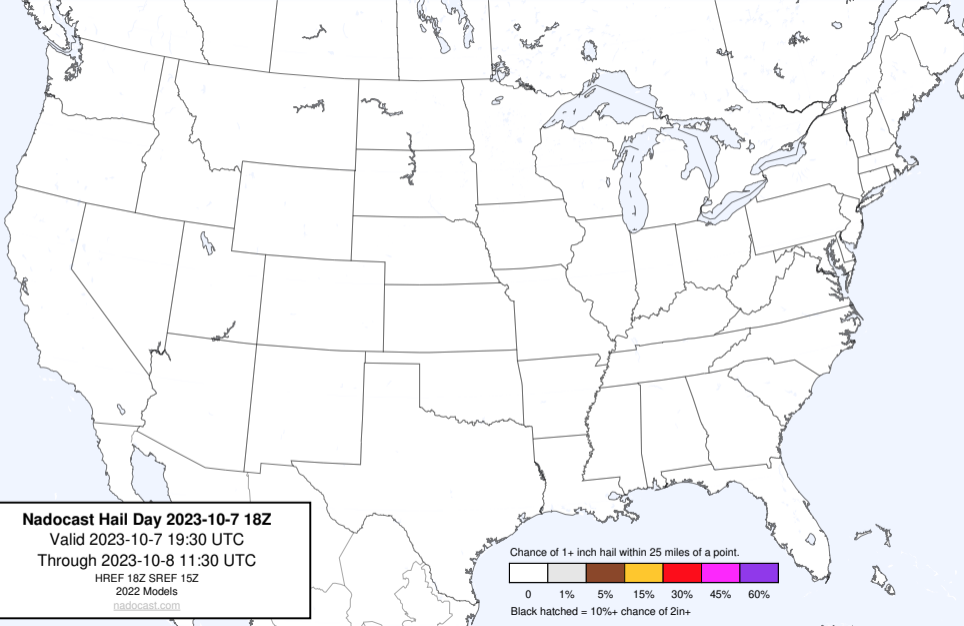 Nadocast Hail Day 2023-10-7 18Z
Valid 2023-10-7 19:30 UTC
Through 2023-10-8 11:30 UTC
HREF 18Z SREF 15Z
2022 Models
nadocast.com
Chance of 1+ inch hail within 25 miles of a point.
0 1% 5% 15% 30% 45% 60%
Black hatched = 10%+ chance of 2in+